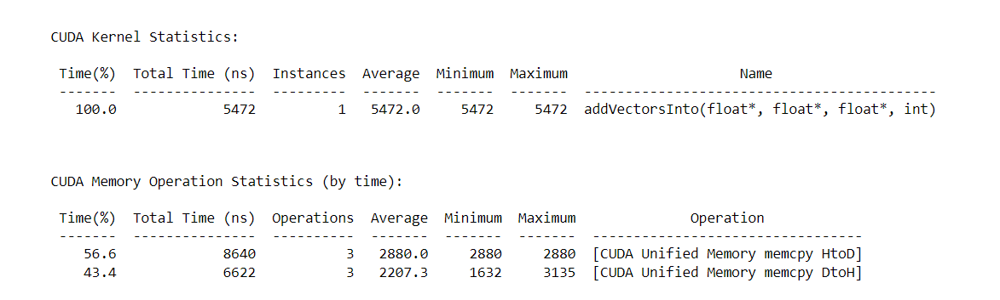 CUDA Kernel Statistics:
Time(%)  Total Time (ns)  Instances  Average  Minimum  Maximum                     Name
-------  ---------------  ---------  -------  -------  -------  -------------------------------------------
  100.0             5472          1   5472.0     5472     5472  addVectorsInto(float*, float*, float*, int)
CUDA Memory Operation Statistics (by time):
Time(%)  Total Time (ns)  Operations  Average  Minimum  Maximum              Operation
-------  ---------------  ----------  -------  -------  -------  ---------------------------------
   56.6             8640           3   2880.0     2880     2880  [CUDA Unified Memory memcpy HtoD]
   43.4             6622           3   2207.3     1632     3135  [CUDA Unified Memory memcpy DtoH]